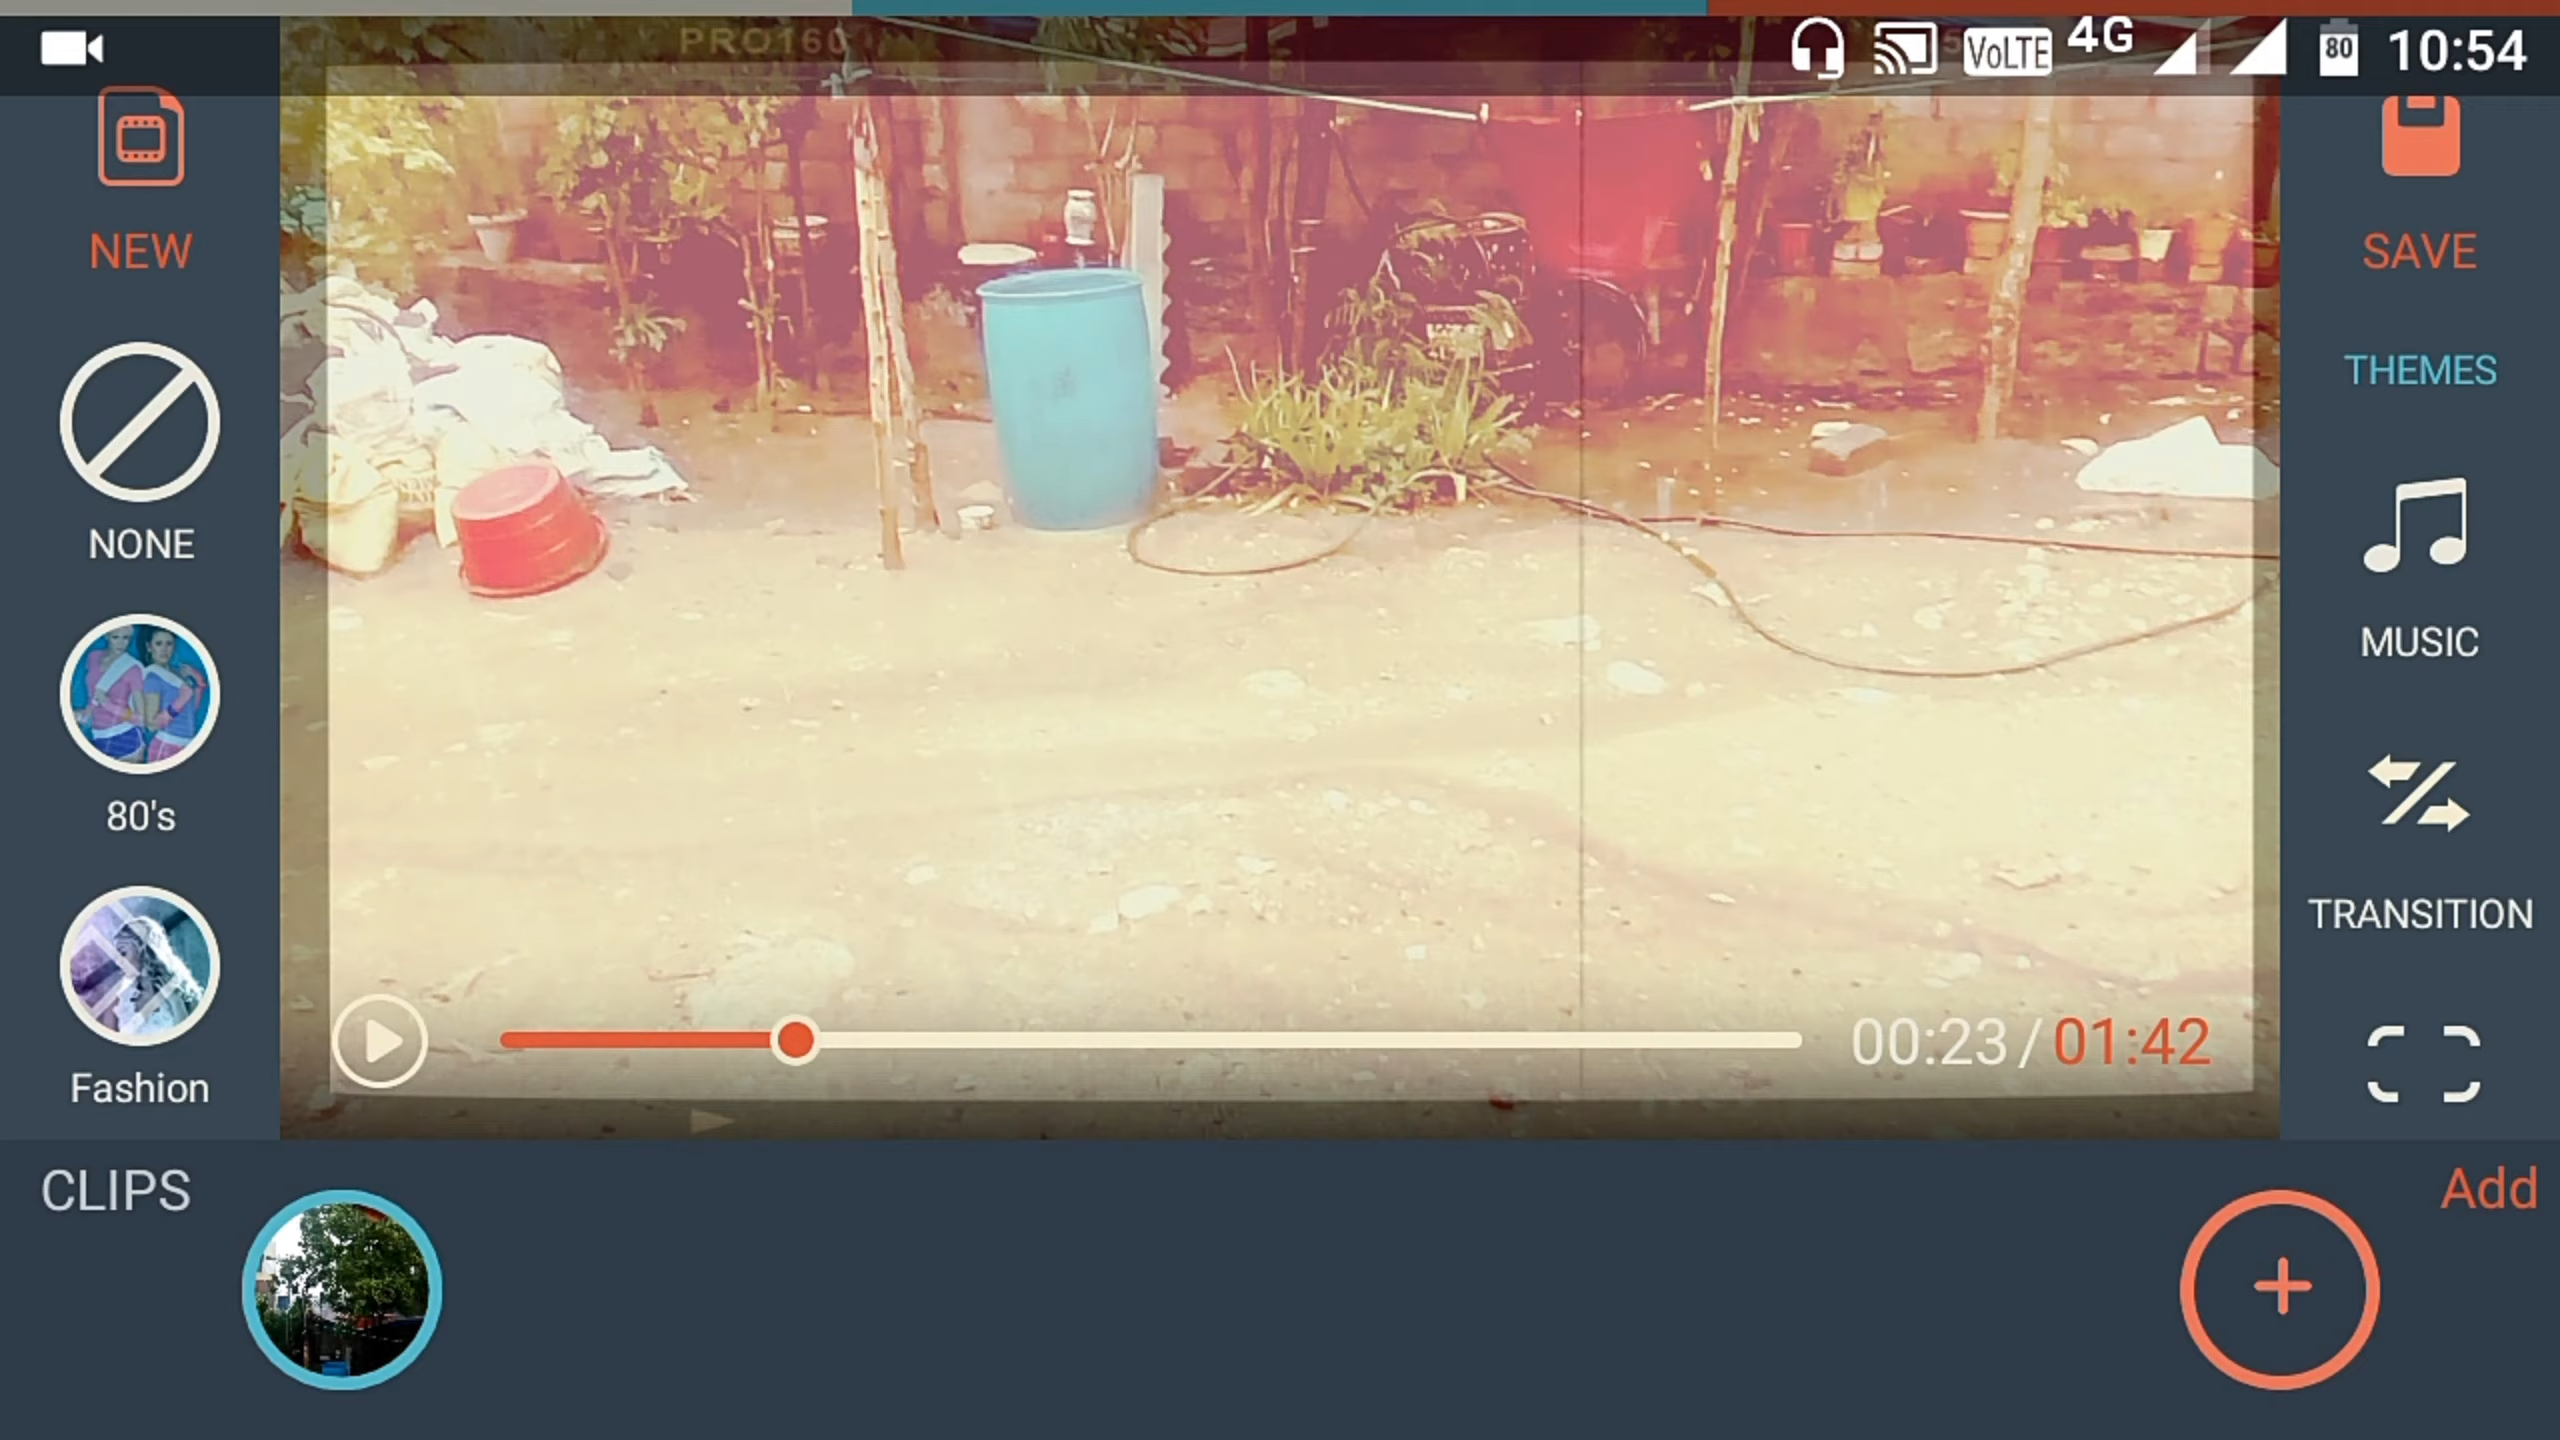 PRO160
VoLTE
4G
80
10:54
NEW
SAVE
THEMES
NONE
MUSIC
80's
TRANSITION
00:23/01:42
Fashion
CLIPS
Add